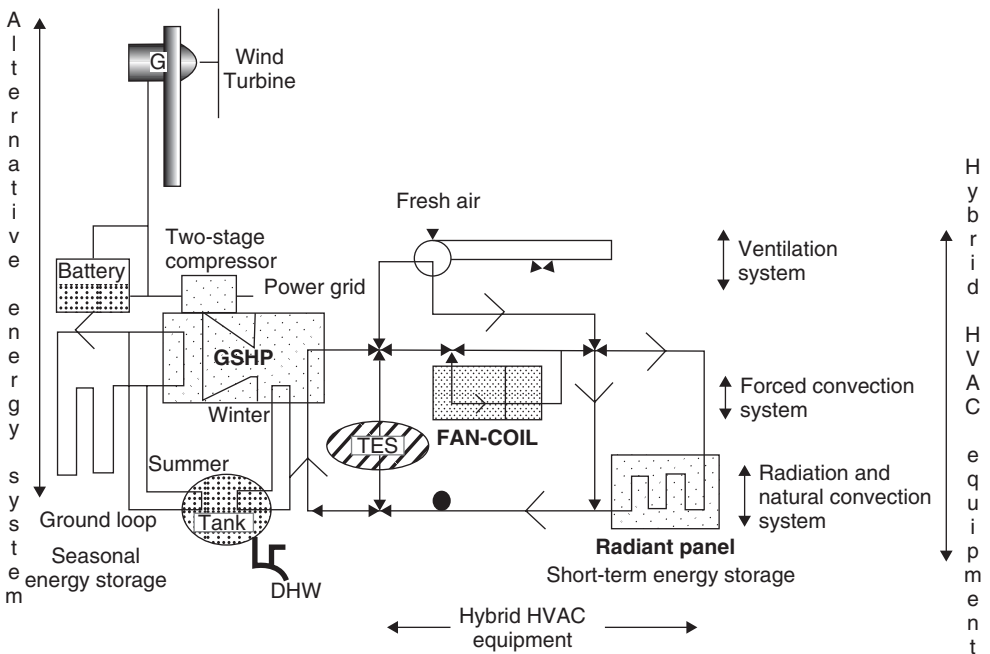 Alternative energy system
G
Wind
Turbine
Fresh air
Two-stage
compressor
Battery
Power grid
GSHP
Winter
Summer
TES
FAN-COIL
Tank
Ground loop
Seasonal
energy storage
DHW
Radiant panel
Short-term energy storage
Ventilation
system
Forced convection
system
Radiation and
natural convection
system
Hybrid HVAC
equipment
Hybrid HVAC equipment